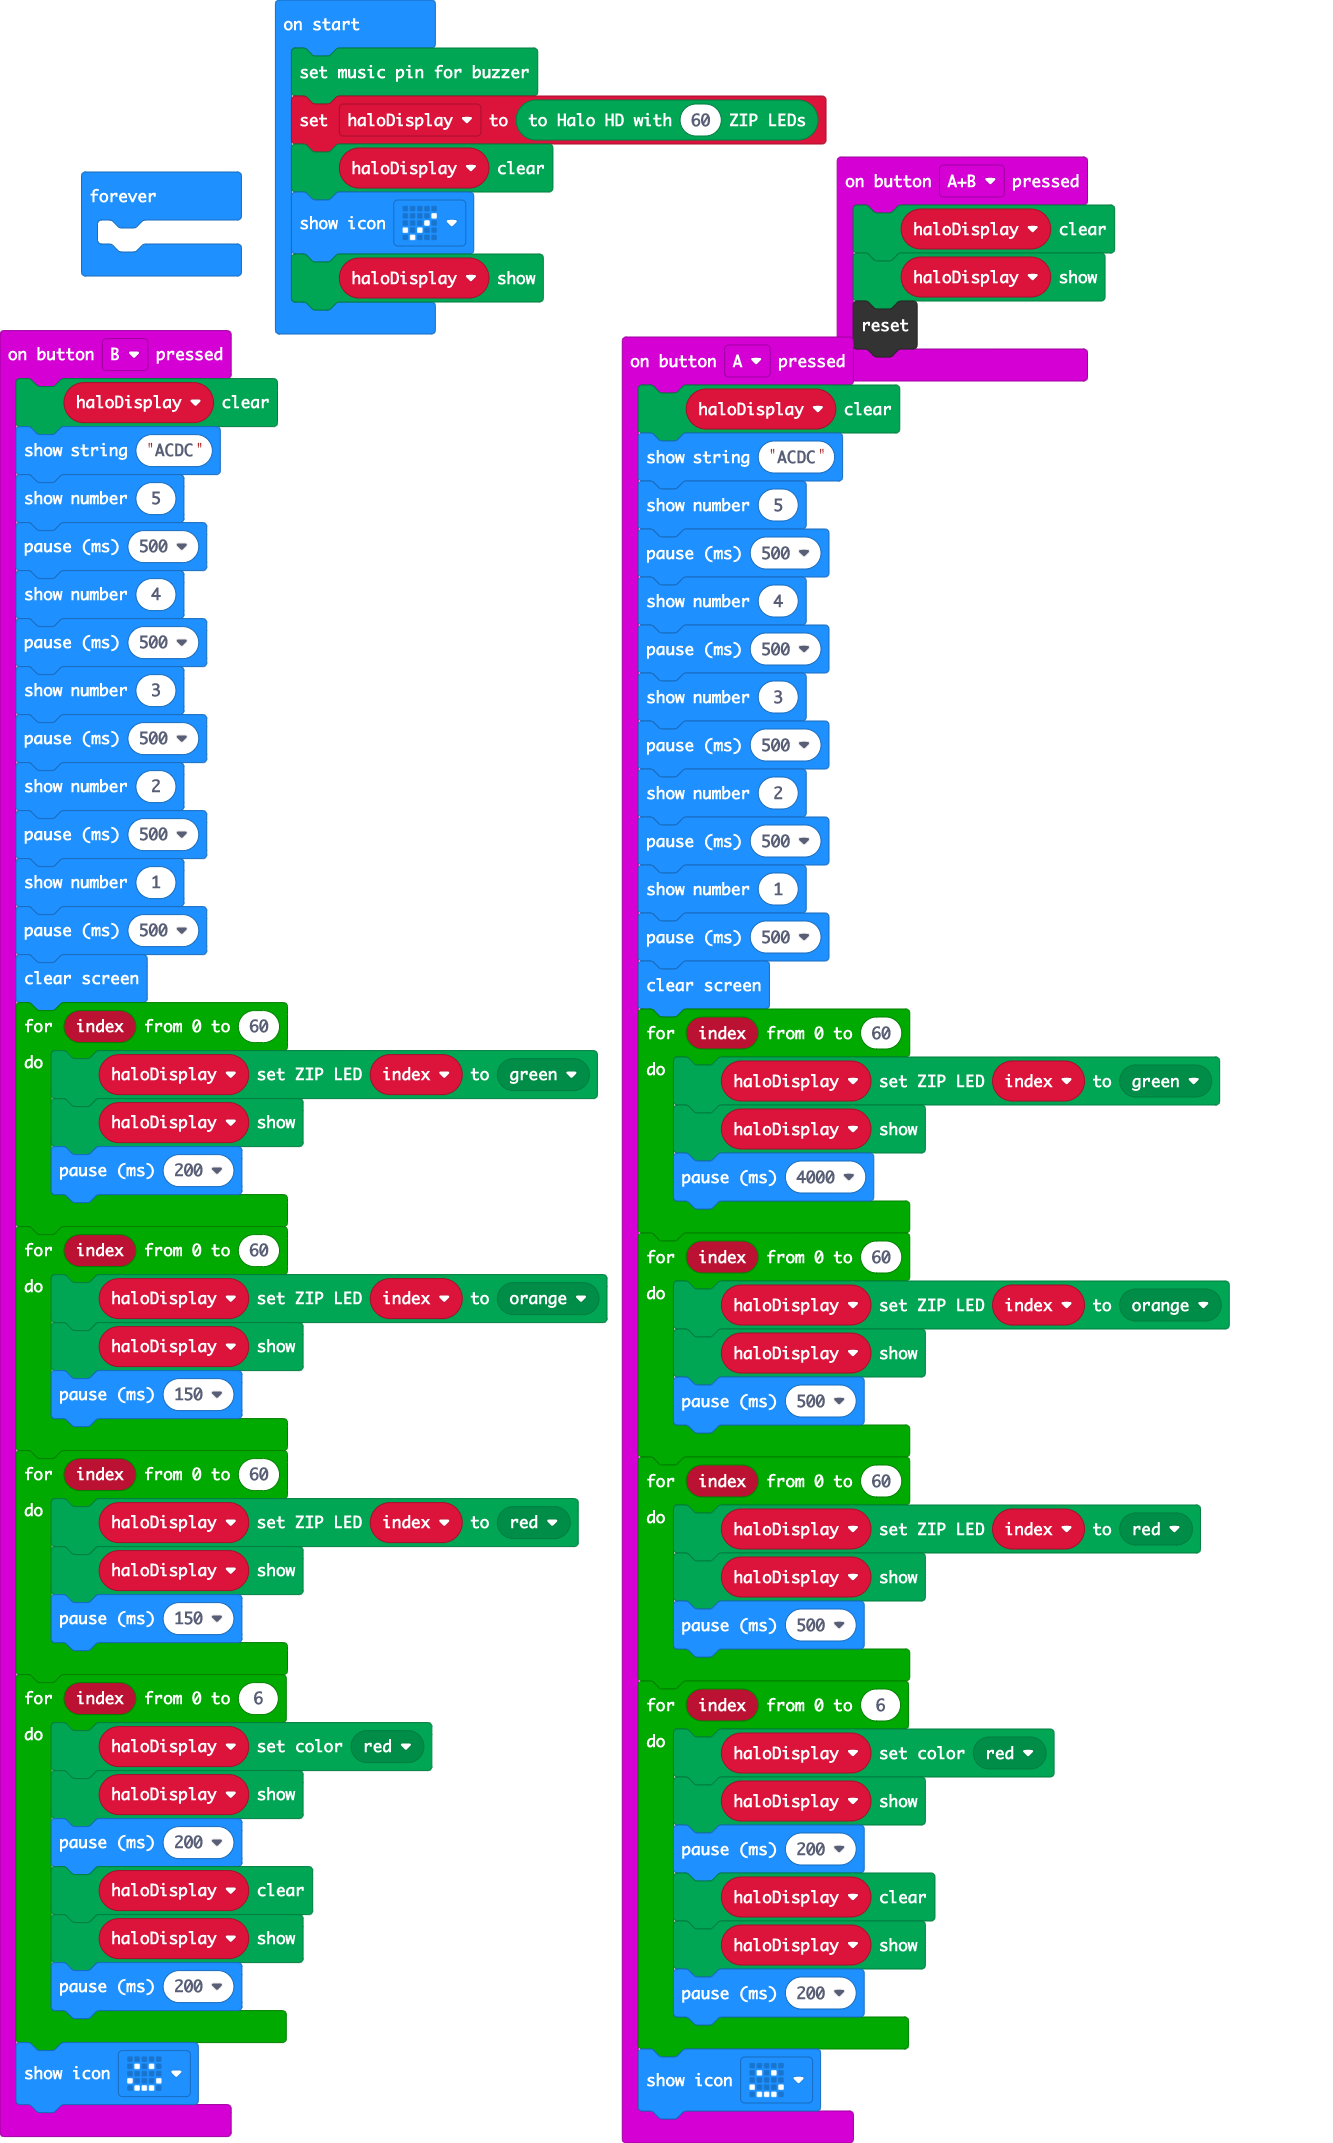 on start
set music pin for buzzer
set haloDisplay to to Halo HD with 60 ZIP LEDs
haloDisplay clear
show icon
haloDisplay show
forever
on button A+B pressed
haloDisplay clear
haloDisplay show
reset
on button B pressed
haloDisplay clear
show string "ACDC"
show number 5
pause (ms) 500
show number 4
pause (ms) 500
show number 3
pause (ms) 500
show number 2
pause (ms) 500
show number 1
pause (ms) 500
clear screen
for index from 0 to 60
do
haloDisplay set ZIP LED index to green
haloDisplay show
pause (ms) 200
for index from 0 to 60
do
haloDisplay set ZIP LED index to orange
haloDisplay show
pause (ms) 150
for index from 0 to 60
do
haloDisplay set ZIP LED index to red
haloDisplay show
pause (ms) 150
for index from 0 to 6
do
haloDisplay set color red
haloDisplay show
pause (ms) 200
haloDisplay clear
haloDisplay show
pause (ms) 200
show icon
on button A pressed
haloDisplay clear
show string "ACDC"
show number 5
pause (ms) 500
show number 4
pause (ms) 500
show number 3
pause (ms) 500
show number 2
pause (ms) 500
show number 1
pause (ms) 500
clear screen
for index from 0 to 60
do
haloDisplay set ZIP LED index to green
haloDisplay show
pause (ms) 4000
for index from 0 to 60
do
haloDisplay set ZIP LED index to orange
haloDisplay show
pause (ms) 500
for index from 0 to 60
do
haloDisplay set ZIP LED index to red
haloDisplay show
pause (ms) 500
for index from 0 to 6
do
haloDisplay set color red
haloDisplay show
pause (ms) 200
haloDisplay clear
haloDisplay show
pause (ms) 200
show icon